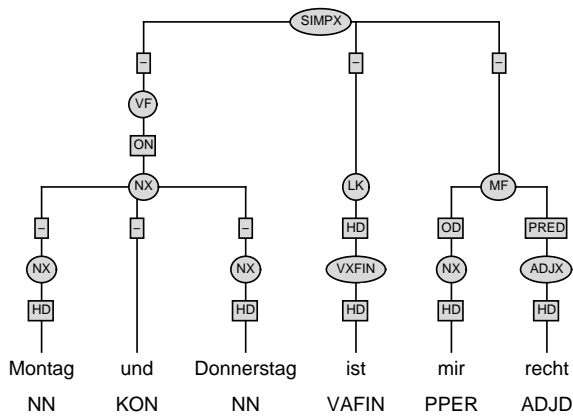 SIMPX
– – –
VF
ON
NX LK MF
– – – HD OD PRED
NX NX VXFIN NX ADJX
HD HD HD HD HD
Montag und Donnerstag ist mir recht
NN KON NN VAFIN PPER ADJD